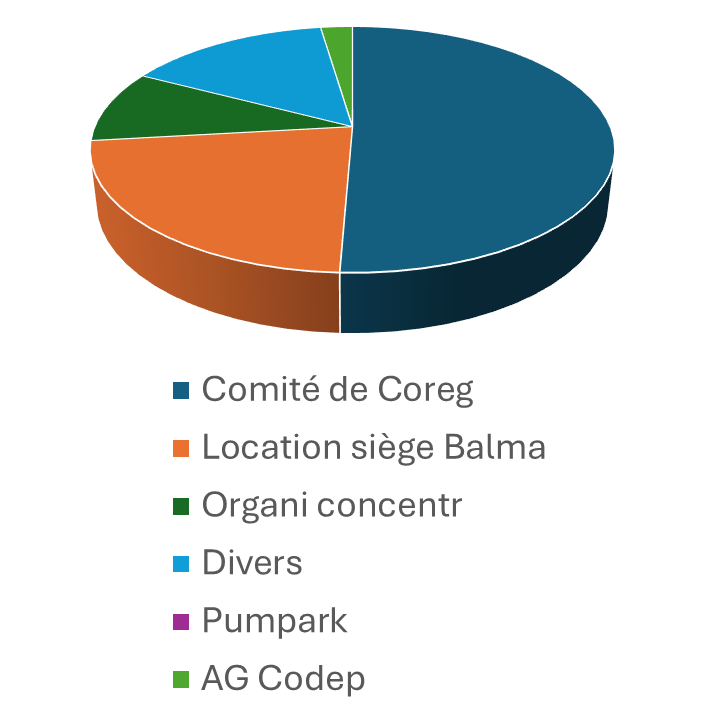 Comité de Coreg
Location siège Balma
Organi concentr
Divers
Pumpark
AG Codep